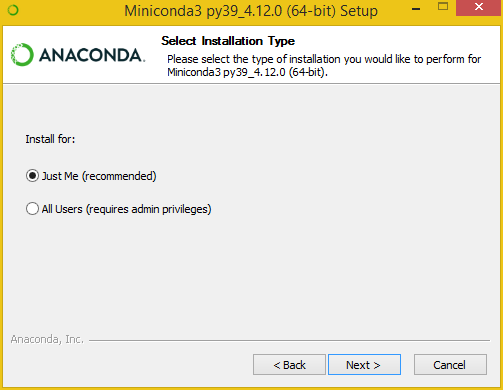 Miniconda3 py39_4.12.0 (64-bit) Setup
ANACONDA.
Select Installation Type
Please select the type of installation you would like to perform for
Miniconda3 py39_4.12.0 (64-bit).
Install for:
Just Me (recommended)
All Users (requires admin privileges)
Anaconda, Inc.
< Back
Next >
Cancel